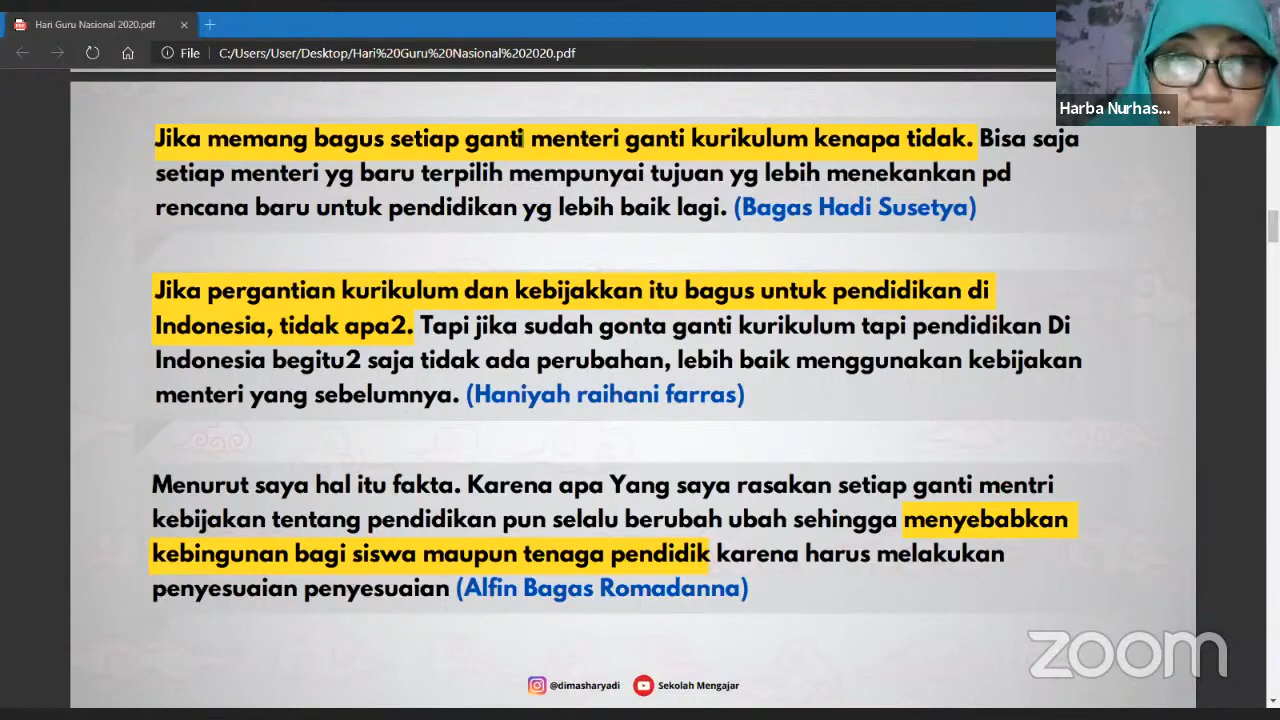 Hari Guru Nasional 2020.pdf
File C:/Users/User/Desktop/Hari%20Guru%20Nasional%202020.pdf
Harba Nurhas...
Jika memang bagus setiap ganti menteri ganti kurikulum kenapa tidak. Bisa saja
setiap menteri yg baru terpilih mempunyai tujuan yg lebih menekankan pd
rencana baru untuk pendidikan yg lebih baik lagi. (Bagas Hadi Susetya)
Jika pergantian kurikulum dan kebijakkan itu bagus untuk pendidikan di
Indonesia, tidak apa2. Tapi jika sudah gonta ganti kurikulum tapi pendidikan Di
Indonesia begitu2 saja tidak ada perubahan, lebih baik menggunakan kebijakan
menteri yang sebelumnya. (Haniyah raihani farras)
Menurut saya hal itu fakta. Karena apa Yang saya rasakan setiap ganti mentri
kebijakan tentang pendidikan pun selalu berubah ubah sehingga menyebabkan
kebingunan bagi siswa maupun tenaga pendidik karena harus melakukan
penyesuaian penyesuaian (Alfin Bagas Romadanna)
zoom
@dimasharyadi Sekolah Mengajar